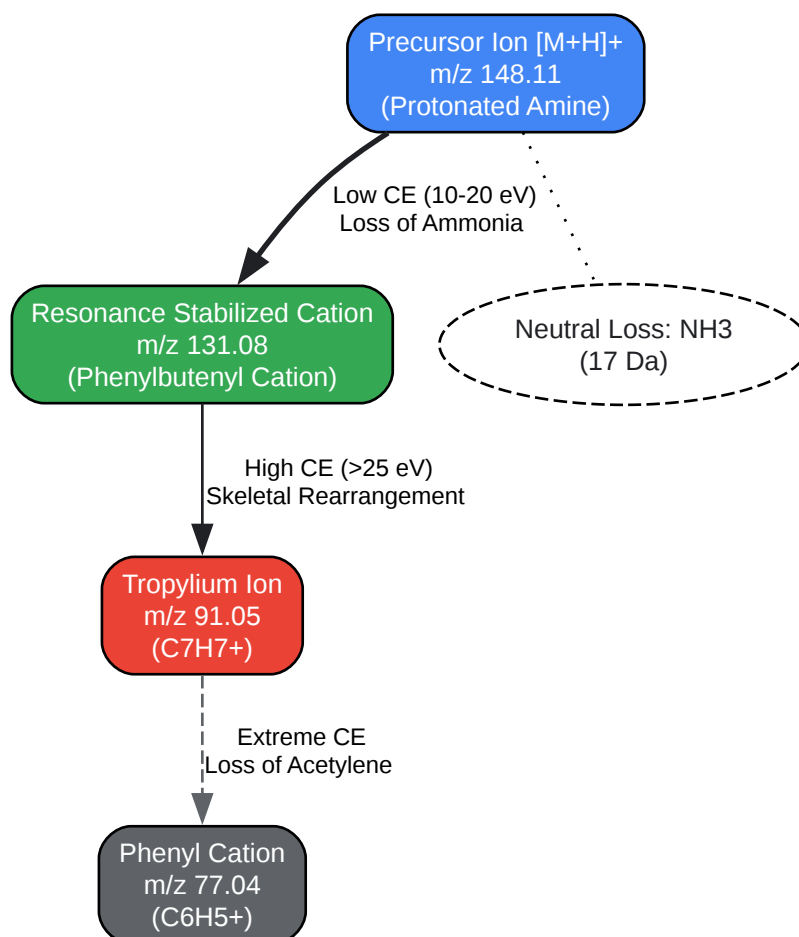 Precursor Ion [M+H]+
m/z 148.11
(Protonated Amine)
Low CE (10-20 eV)
Loss of Ammonia
Resonance Stabilized Cation
m/z 131.08
(Phenylbutenyl Cation)
Neutral Loss: NH3
(17 Da)
High CE (>25 eV)
Skeletal Rearrangement
Tropylium Ion
m/z 91.05
(C7H7+)
Extreme CE
Loss of Acetylene
Phenyl Cation
m/z 77.04
(C6H5+)